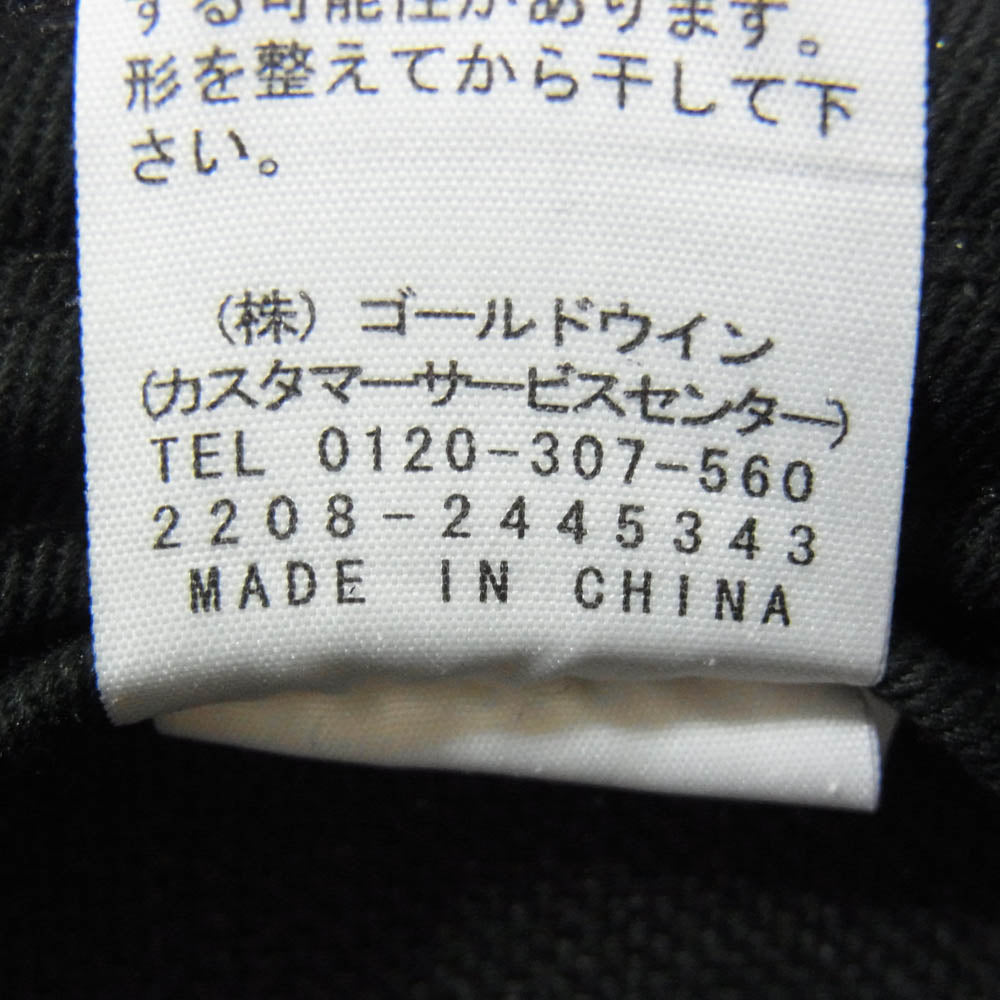 する可能性があります。
形を整えてから干して下
さい。
(株) ゴールドウイン
(カスタマーサービスセンター)
TEL 0120-307-560
2208-2445343
MADE IN CHINA